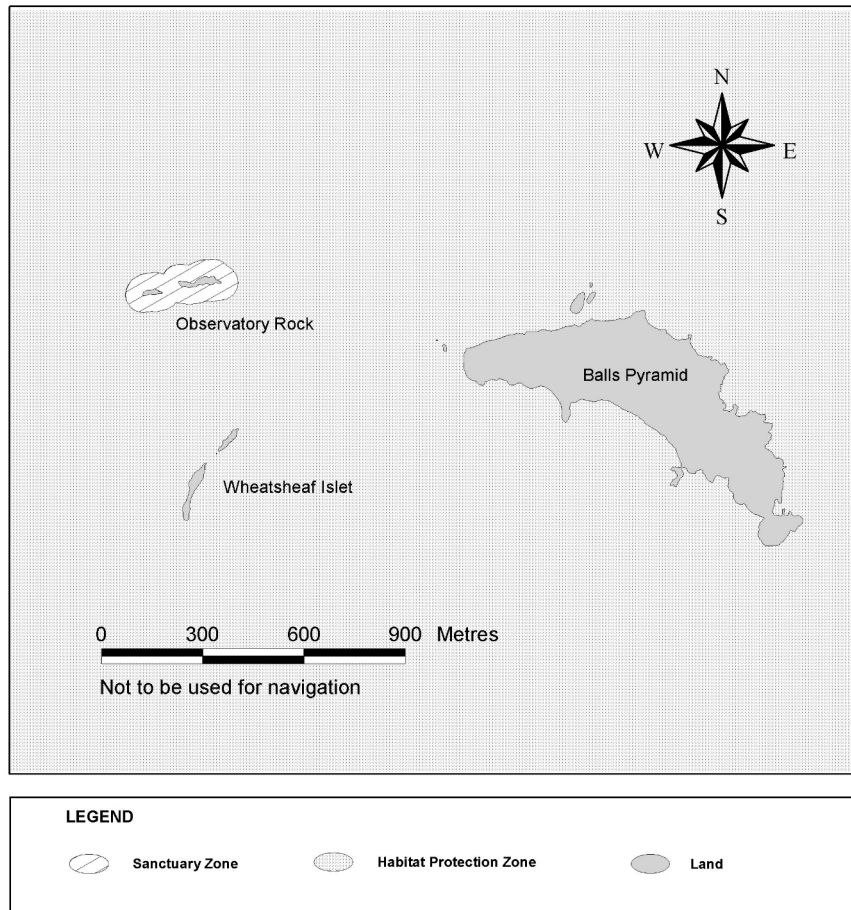 N
W E
S
Observatory Rock
Balls Pyramid
Wheatsheaf Islet
0 300 600 900 Metres
Not to be used for navigation
LEGEND
Sanctuary Zone Habitat Protection Zone Land